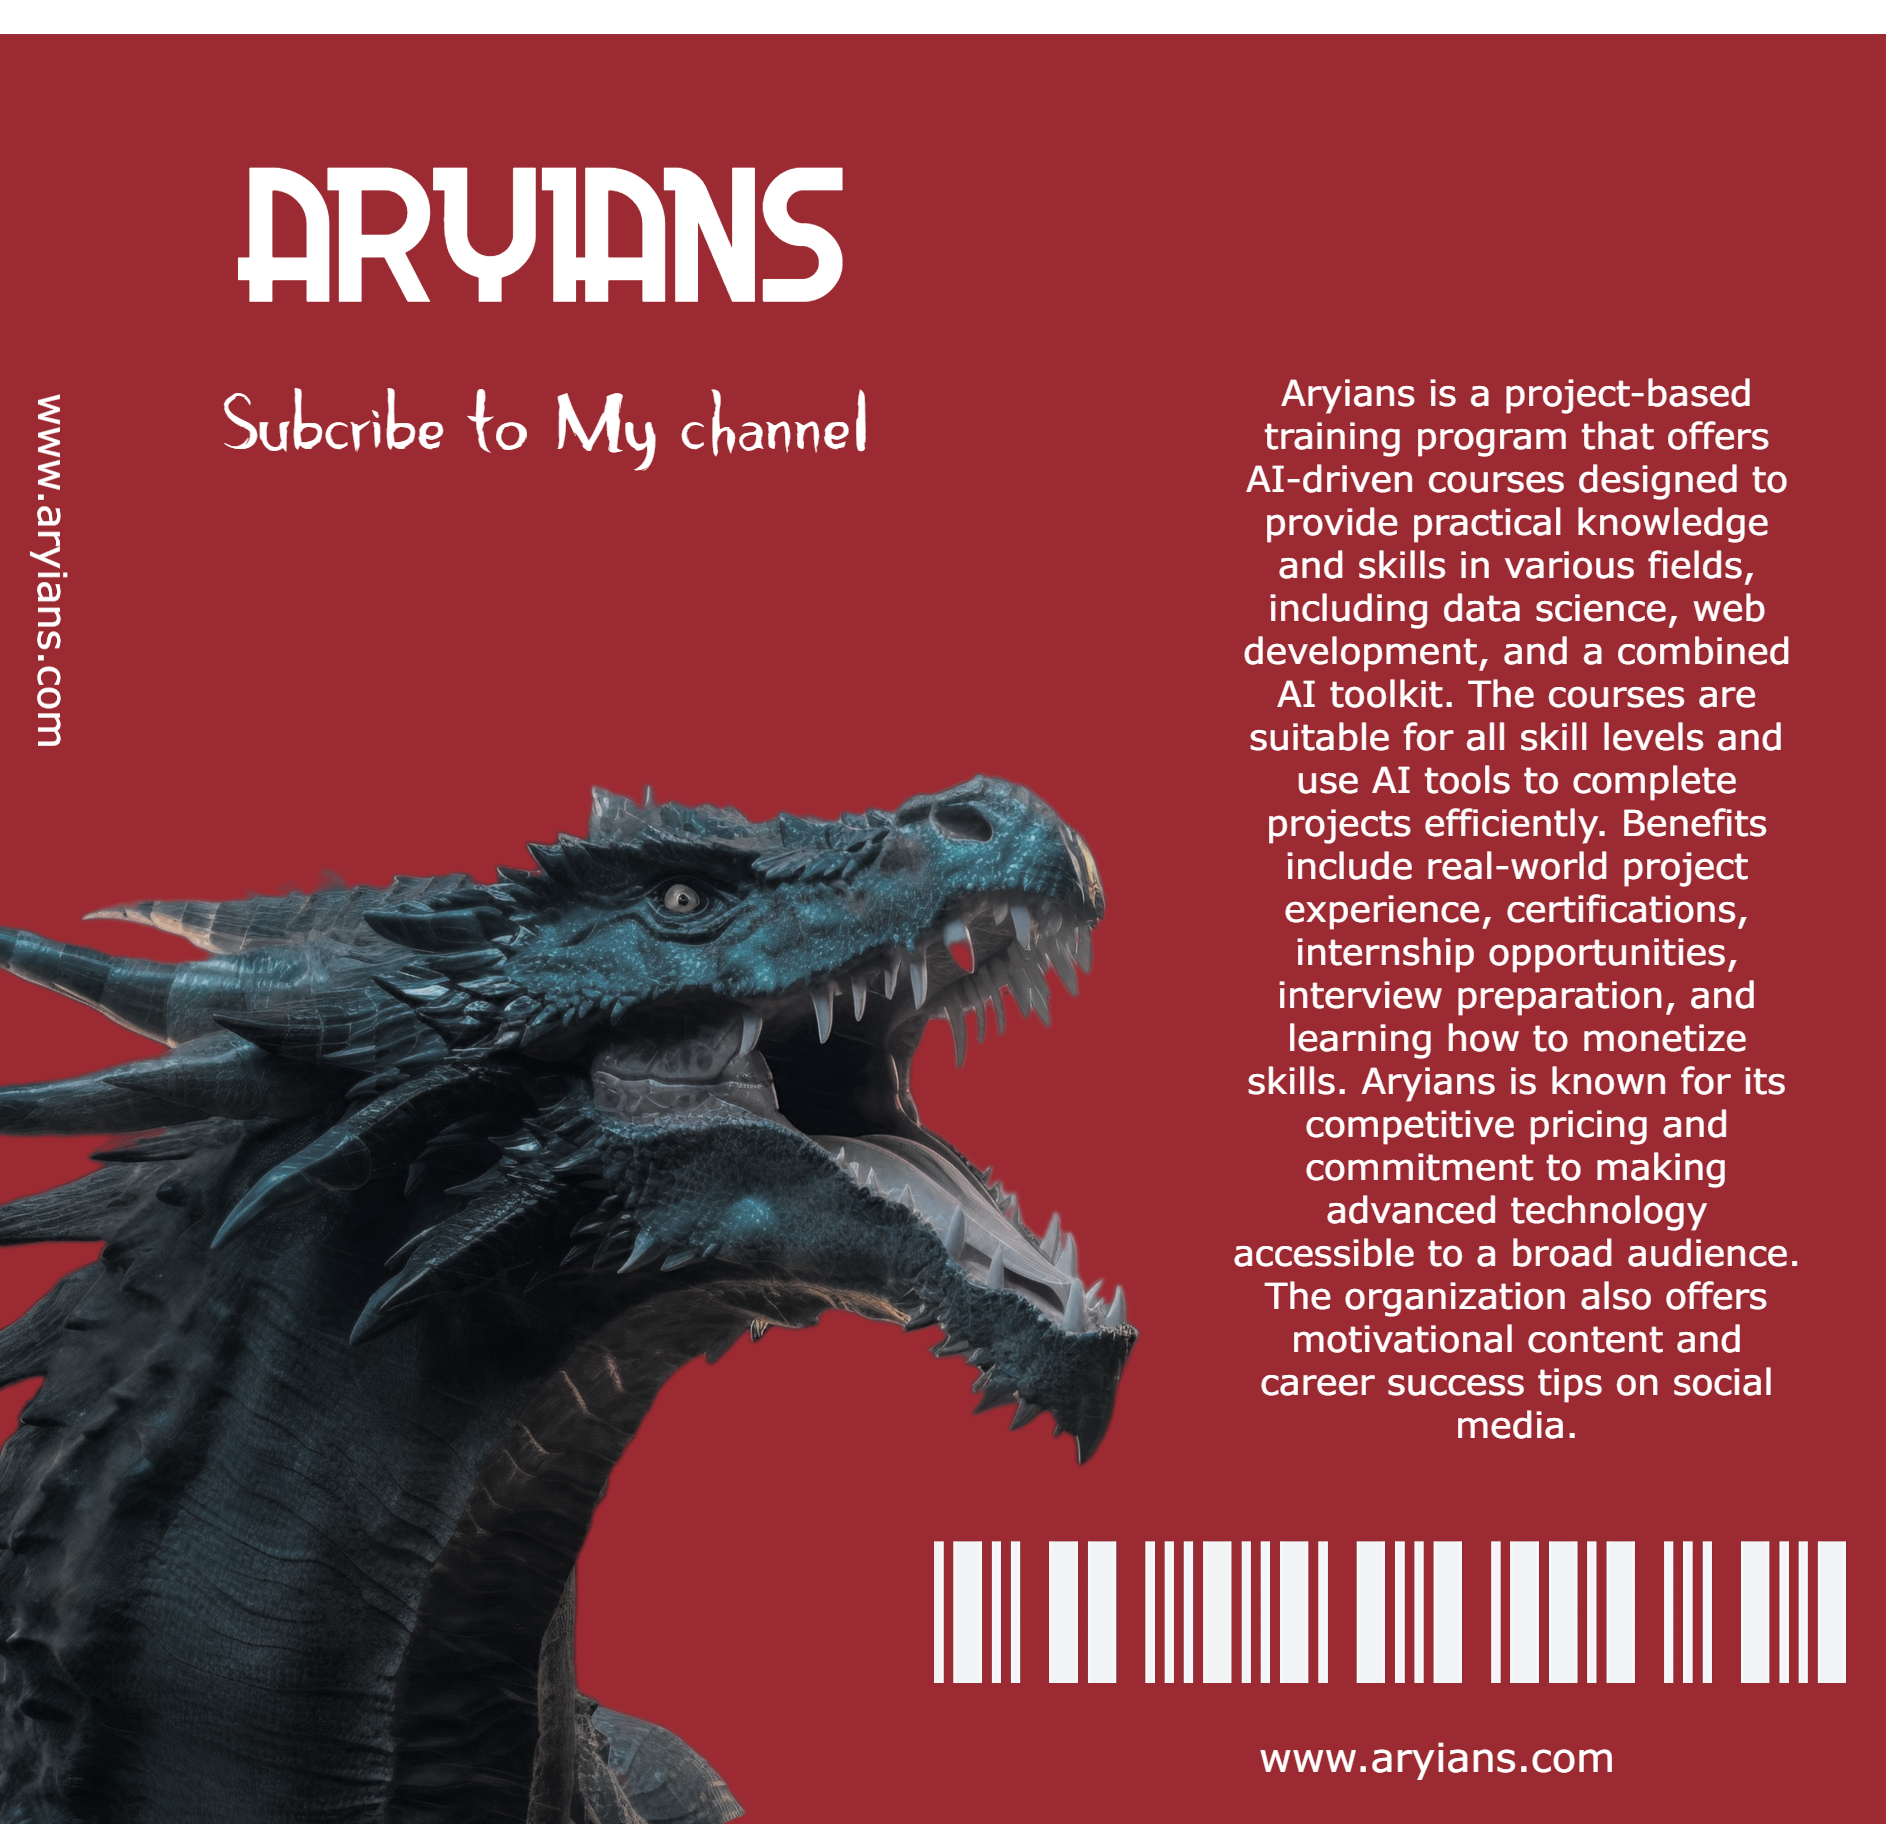 ARYIANS
Subcribe to My channel
www.aryians.com
Aryians is a project-based
training program that offers
AI-driven courses designed to
provide practical knowledge
and skills in various fields,
including data science, web
development, and a combined
AI toolkit. The courses are
suitable for all skill levels and
use AI tools to complete
projects efficiently. Benefits
include real-world project
experience, certifications,
internship opportunities,
interview preparation, and
learning how to monetize
skills. Aryians is known for its
competitive pricing and
commitment to making
advanced technology
accessible to a broad audience.
The organization also offers
motivational content and
career success tips on social
media.
www.aryians.com